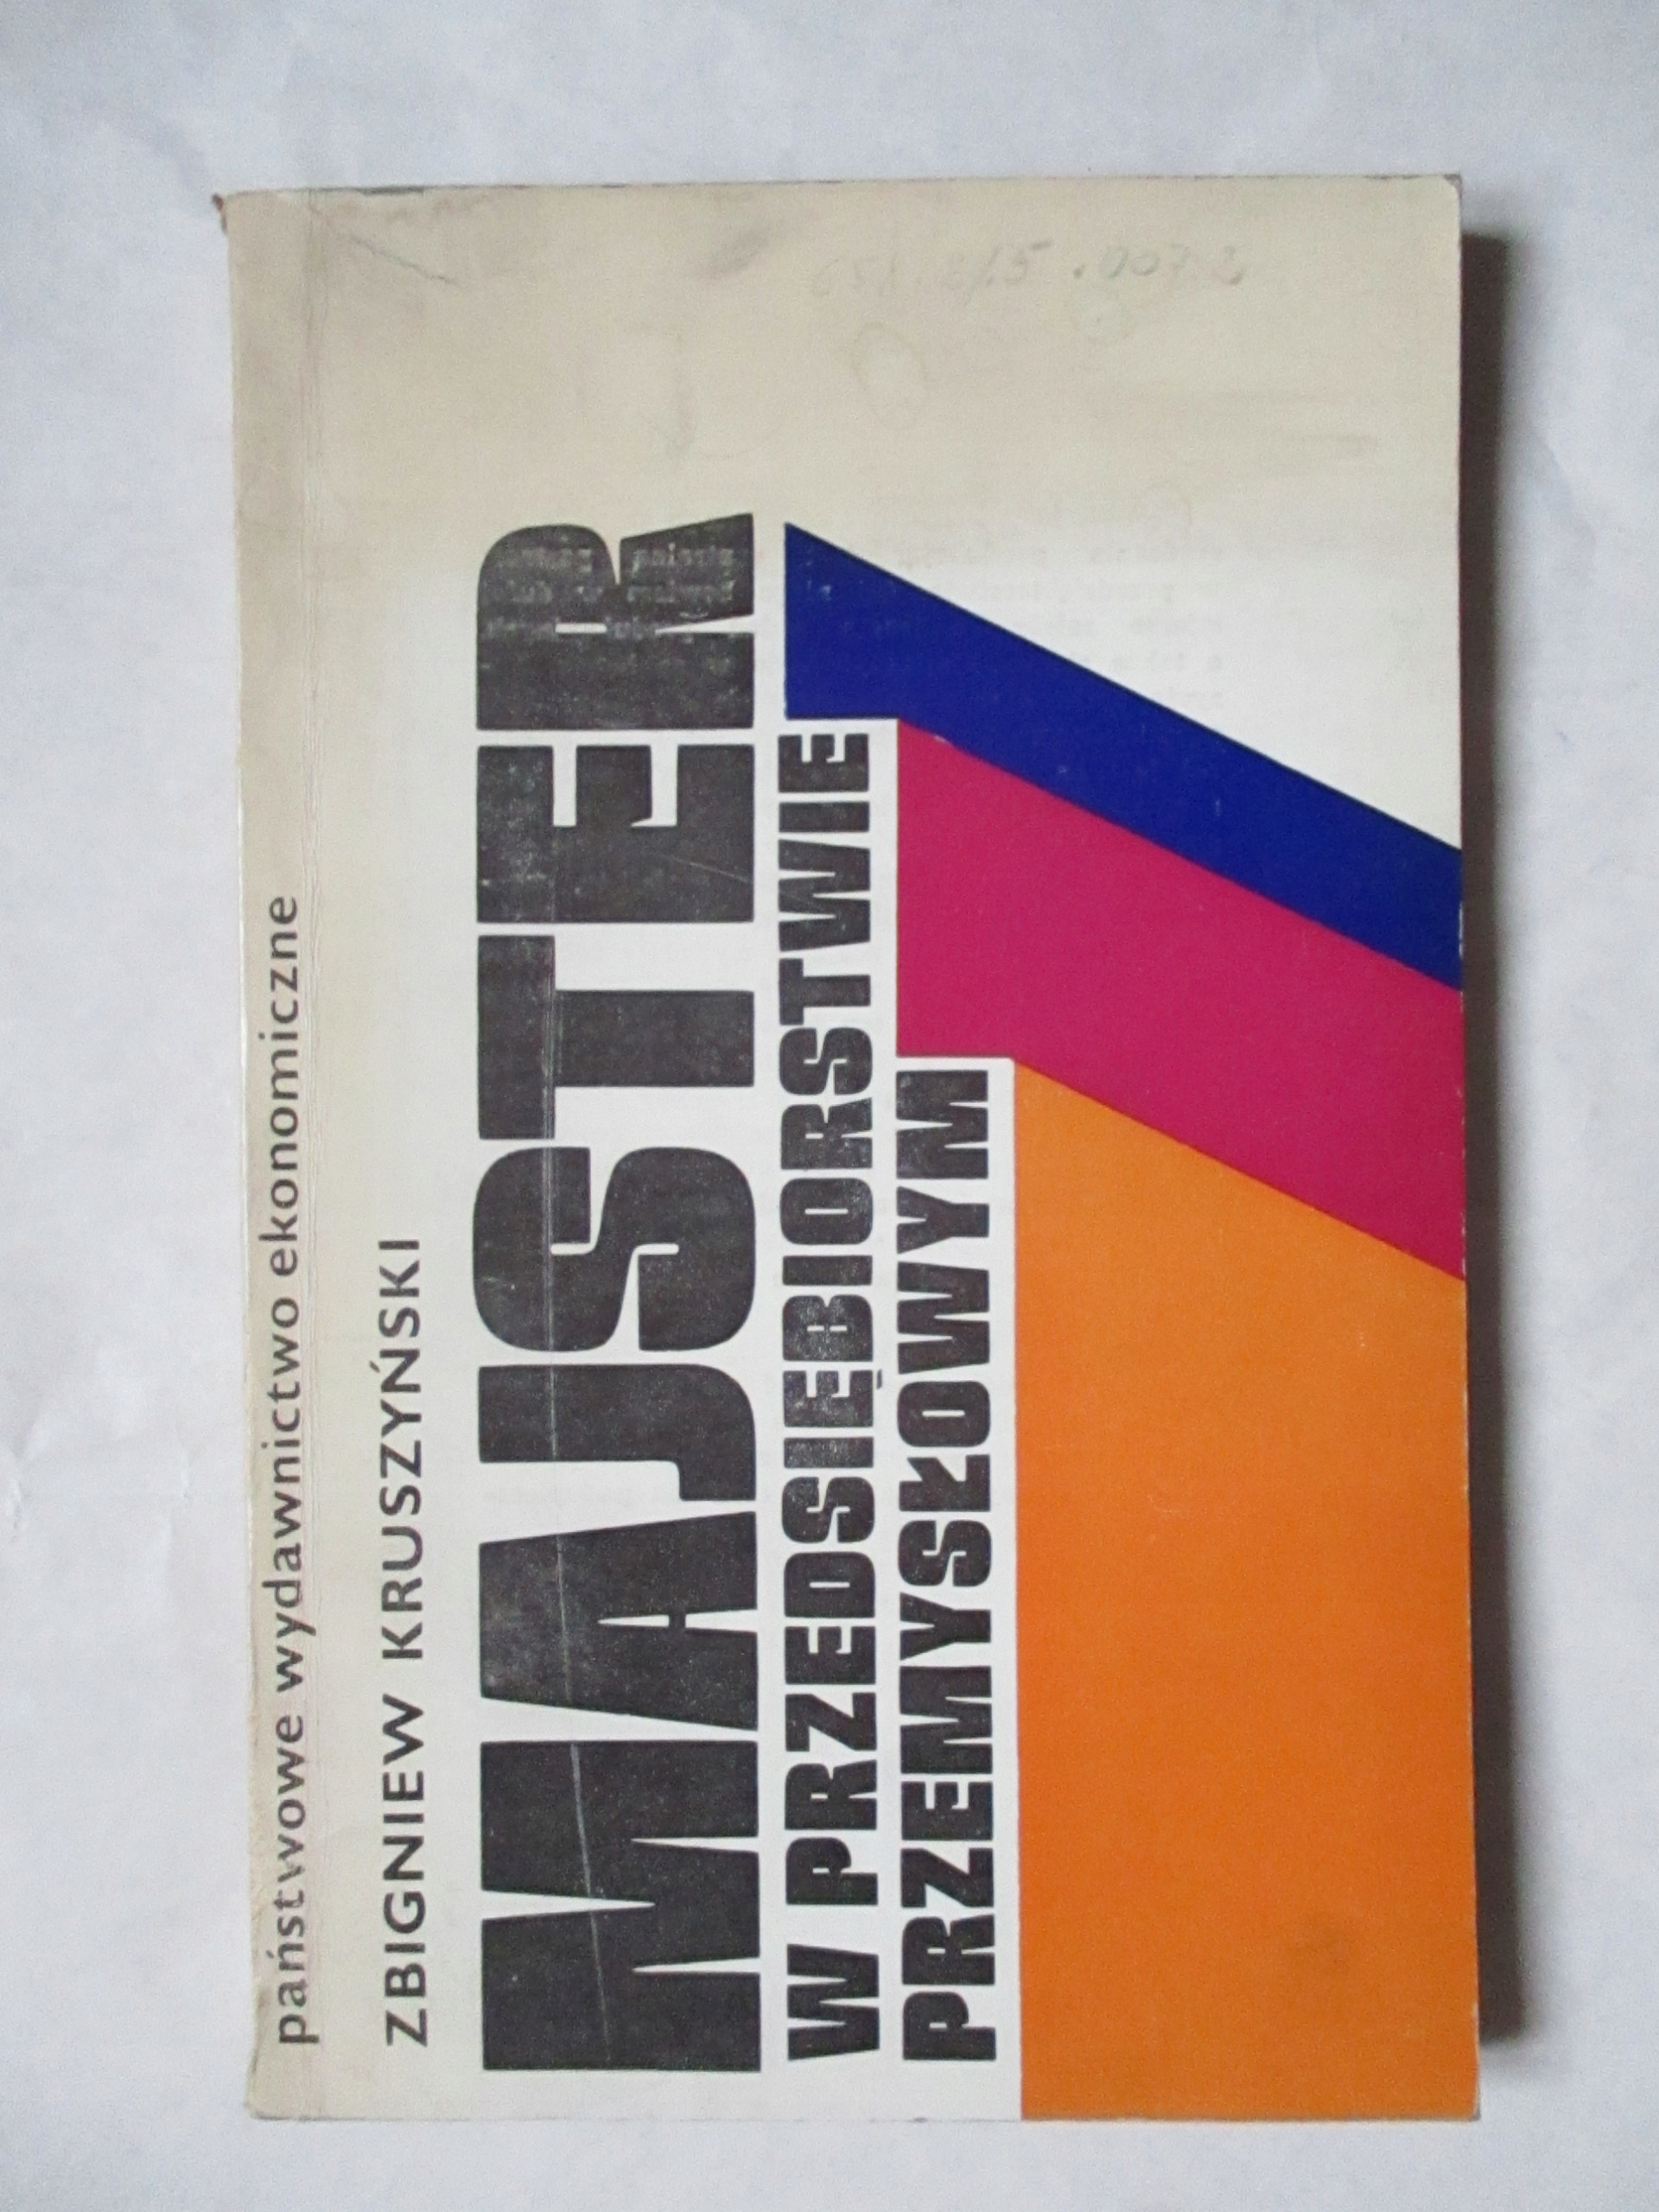 państwowe wydawnictwo ekonomiczne
ZBIGNIEW KRUSZYŃSKI
MAJSTER
W PRZEDSIĘBIORSTWIE
PRZEMYSŁOWYM